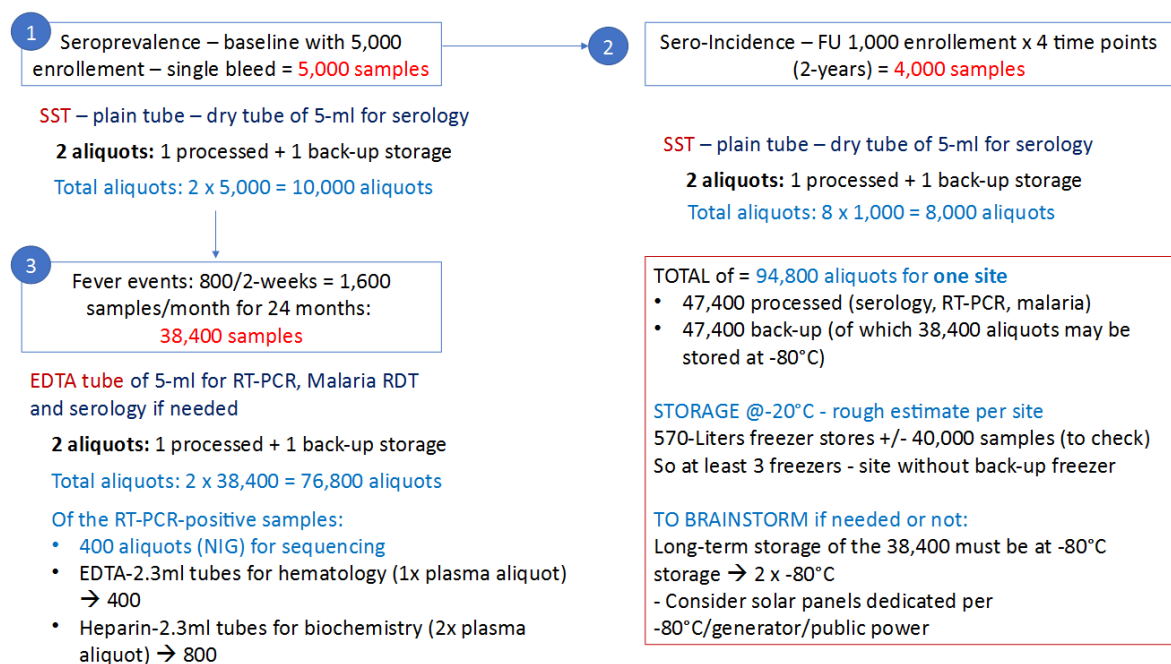 1
Seroprevalence – baseline with 5,000
enrollement – single bleed = 5,000 samples
SST – plain tube – dry tube of 5-ml for serology
2 aliquots: 1 processed + 1 back-up storage
Total aliquots: 2 x 5,000 = 10,000 aliquots
2
Sero-Incidence – FU 1,000 enrollement x 4 time points
(2-years) = 4,000 samples
SST – plain tube – dry tube of 5-ml for serology
2 aliquots: 1 processed + 1 back-up storage
Total aliquots: 8 x 1,000 = 8,000 aliquots
3
Fever events: 800/2-weeks = 1,600
samples/month for 24 months:
38,400 samples
EDTA tube of 5-ml for RT-PCR, Malaria RDT
and serology if needed
2 aliquots: 1 processed + 1 back-up storage
Total aliquots: 2 x 38,400 = 76,800 aliquots
Of the RT-PCR-positive samples:
• 400 aliquots (NIG) for sequencing
• EDTA-2.3ml tubes for hematology (1x plasma aliquot)
→ 400
• Heparin-2.3ml tubes for biochemistry (2x plasma
aliquot) → 800
TOTAL of = 94,800 aliquots for one site
• 47,400 processed (serology, RT-PCR, malaria)
• 47,400 back-up (of which 38,400 aliquots may be
stored at -80°C)
STORAGE @-20°C - rough estimate per site
570-Liters freezer stores +/- 40,000 samples (to check)
So at least 3 freezers - site without back-up freezer
TO BRAINSTORM if needed or not:
Long-term storage of the 38,400 must be at -80°C
storage → 2 x -80°C
- Consider solar panels dedicated per
-80°C/generator/public power